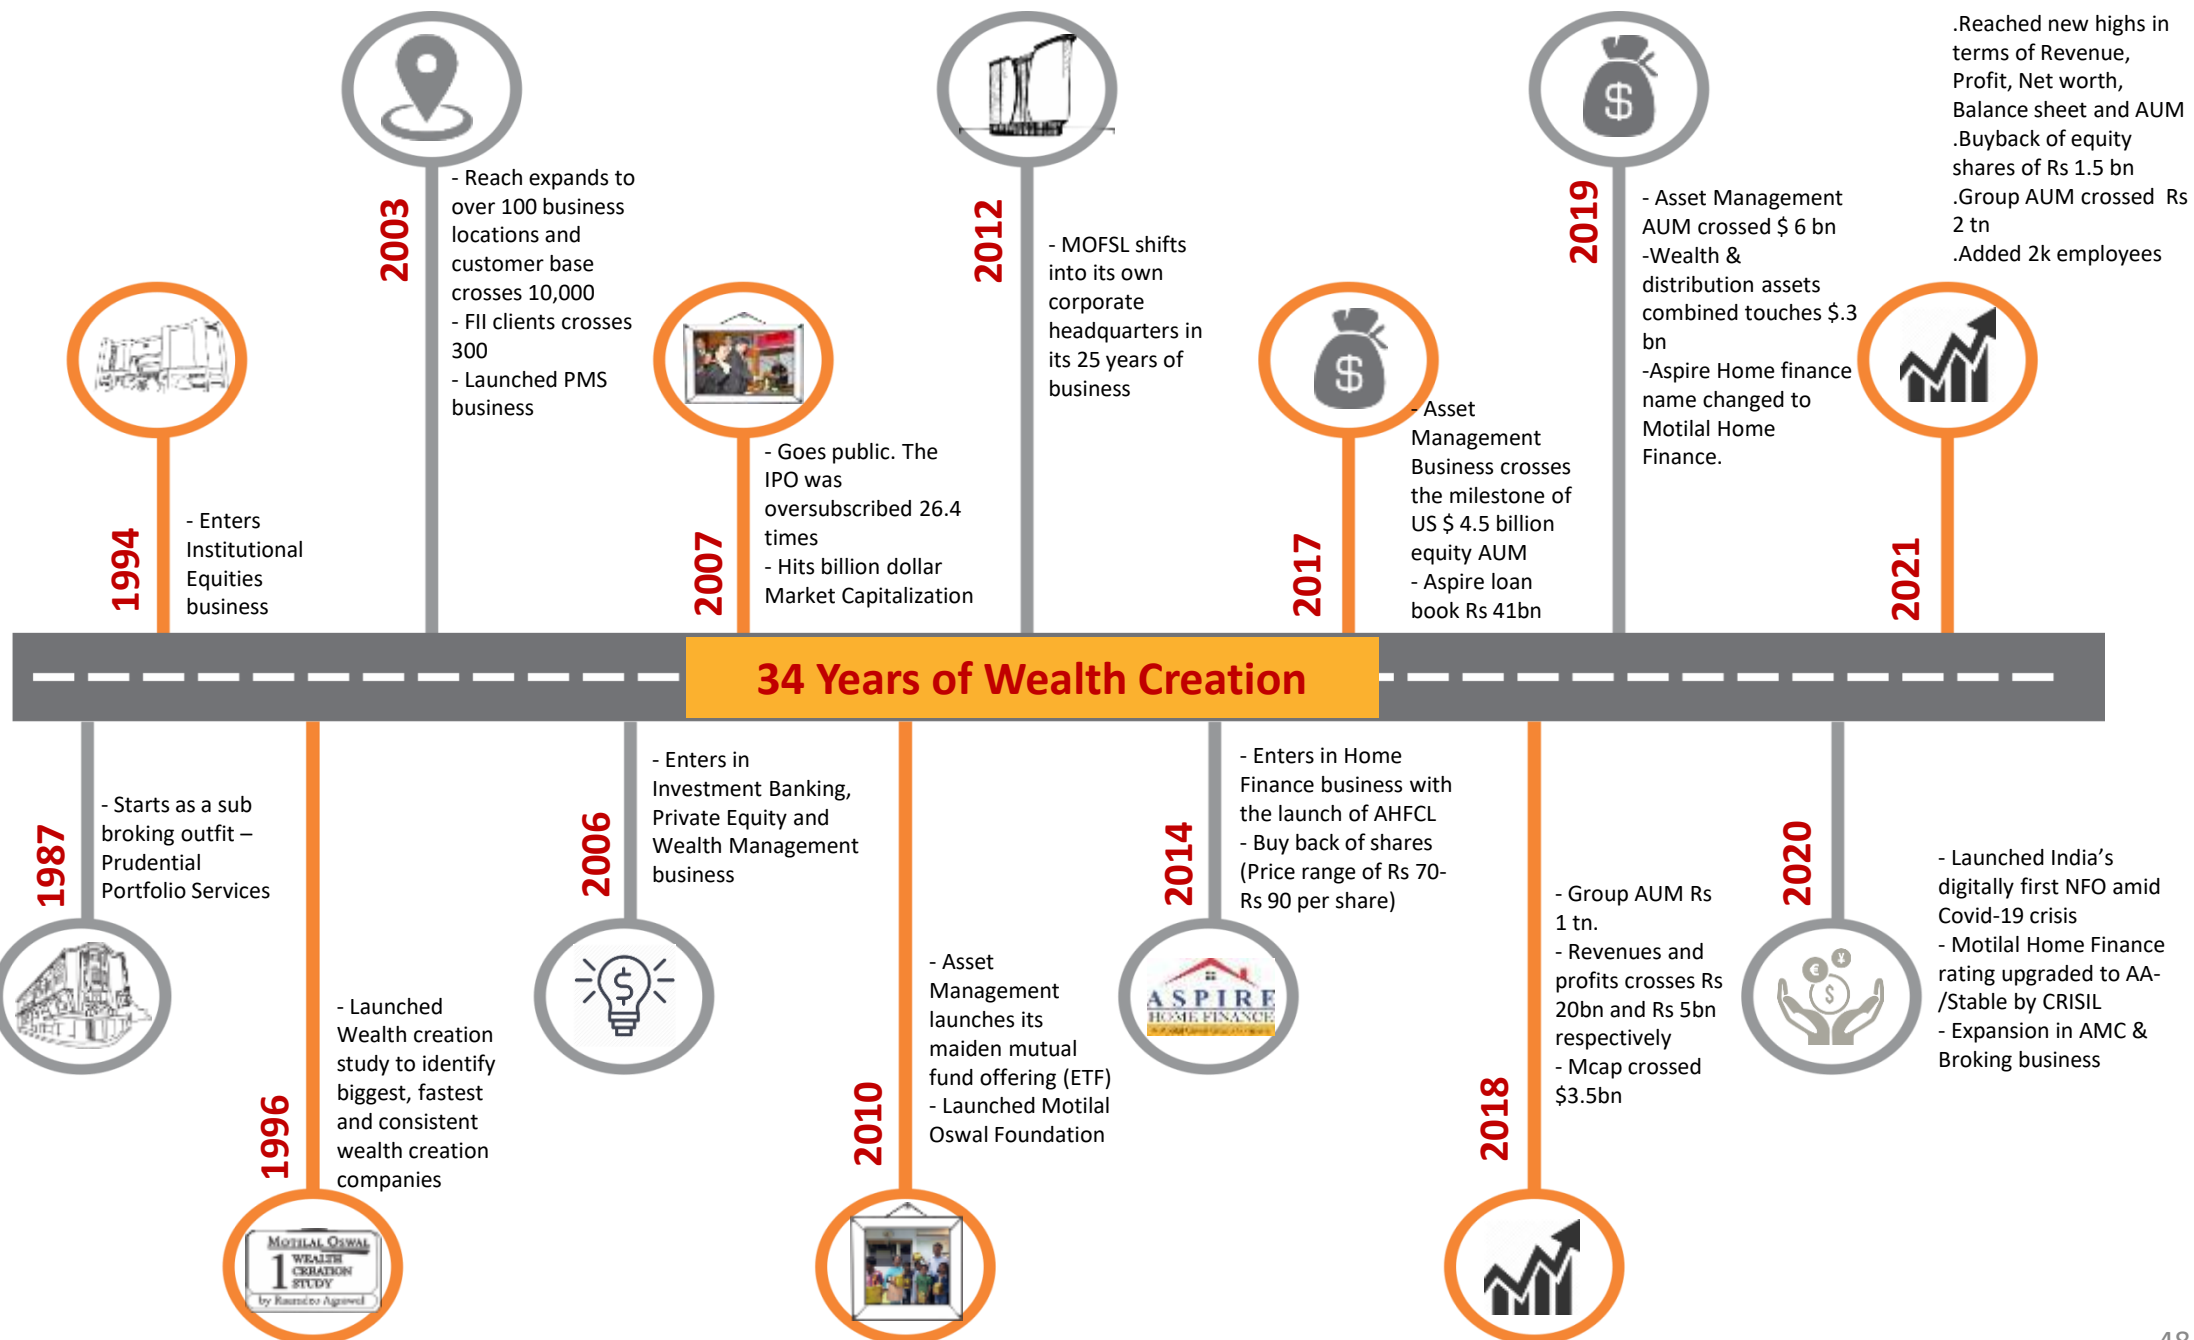 2003
- Reach expands to
over 100 business
locations and
customer base
crosses 10,000
- FII clients crosses
300
- Launched PMS
business
2012
- MOFSL shifts
into its own
corporate
headquarters in
its 25 years of
business
2019
- Asset Management
AUM crossed $ 6 bn
-Wealth &
distribution assets
combined touches $.3
bn
-Aspire Home finance
name changed to
Motilal Home
Finance.
.Reached new highs in
terms of Revenue,
Profit, Net worth,
Balance sheet and AUM
.Buyback of equity
shares of Rs 1.5 bn
.Group AUM crossed Rs
2 tn
.Added 2k employees
1994
- Enters
Institutional
Equities
business
2007
- Goes public. The
IPO was
oversubscribed 26.4
times
- Hits billion dollar
Market Capitalization
2017
- Asset
Management
Business crosses
the milestone of
US $ 4.5 billion
equity AUM
- Aspire loan
book Rs 41bn
2021
34 Years of Wealth Creation
1987
- Starts as a sub
broking outfit –
Prudential
Portfolio Services
1996
- Launched
Wealth creation
study to identify
biggest, fastest
and consistent
wealth creation
companies
MOTILAL OSWAL
1 WEALTH
CREATION
STUDY
by Raamdeo Agrawal
2006
- Enters in
Investment Banking,
Private Equity and
Wealth Management
business
2010
- Asset
Management
launches its
maiden mutual
fund offering (ETF)
- Launched Motilal
Oswal Foundation
2014
- Enters in Home
Finance business with
the launch of AHFCL
- Buy back of shares
(Price range of Rs 70-
Rs 90 per share)
ASPIRE
HOME FINANCE
2018
- Group AUM Rs
1 tn.
- Revenues and
profits crosses Rs
20bn and Rs 5bn
respectively
- Mcap crossed
$3.5bn
2020
- Launched India’s
digitally first NFO amid
Covid-19 crisis
- Motilal Home Finance
rating upgraded to AA-
/Stable by CRISIL
- Expansion in AMC &
Broking business
48